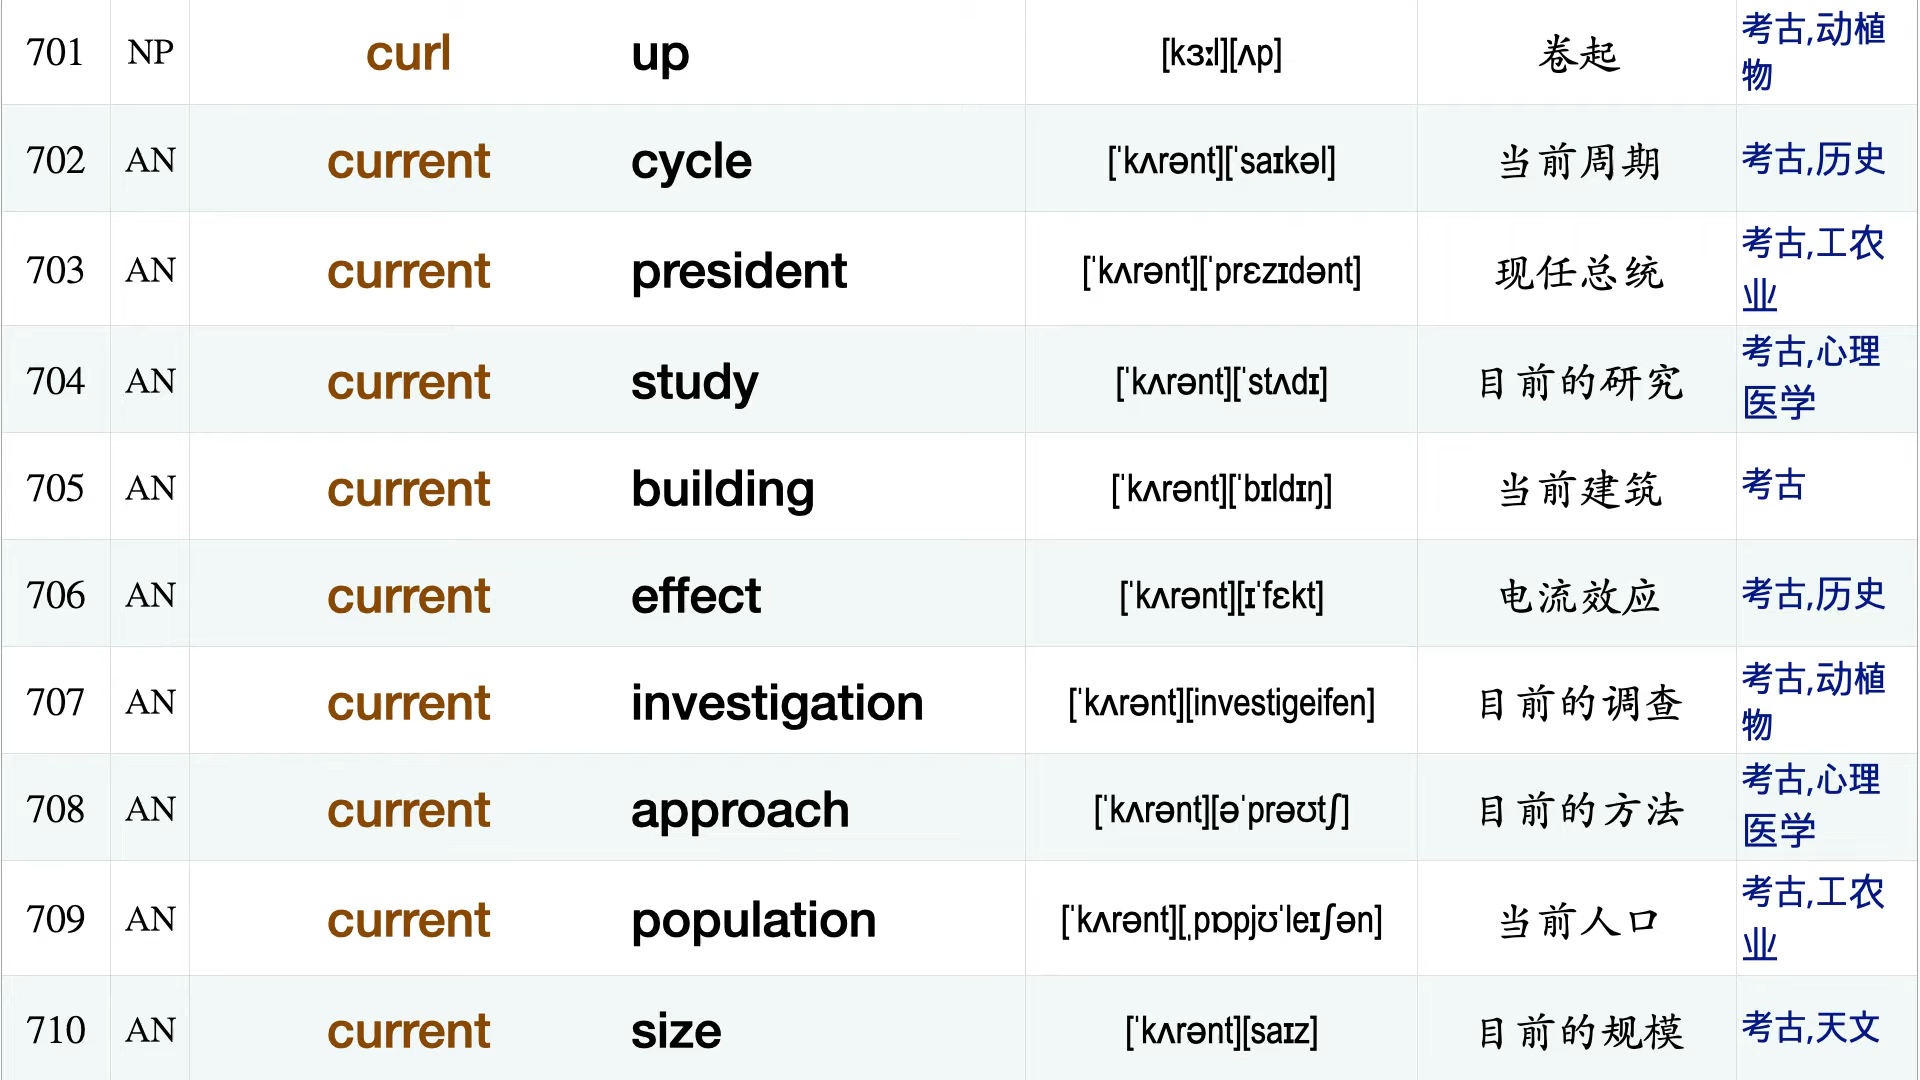 701 NP curl up [kɜːl][ʌp] 卷起 考古,动植
物
702 AN current cycle [ˈkʌrənt][ˈsaɪkəl] 当前周期 考古,历史
703 AN current president [ˈkʌrənt][ˈprɛzɪdənt] 现任总统 考古,工农
业
704 AN current study [ˈkʌrənt][ˈstʌdɪ] 目前的研究 考古,心理
医学
705 AN current building [ˈkʌrənt][ˈbɪldɪŋ] 当前建筑 考古
706 AN current effect [ˈkʌrənt][ɪˈfɛkt] 电流效应 考古,历史
707 AN current investigation [ˈkʌrənt][investigeifen] 目前的调查 考古,动植
物
708 AN current approach [ˈkʌrənt][əˈprəʊtʃ] 目前的方法 考古,心理
医学
709 AN current population [ˈkʌrənt][ˌpɒpjʊˈleɪʃən] 当前人口 考古,工农
业
710 AN current size [ˈkʌrənt][saɪz] 目前的规模 考古,天文